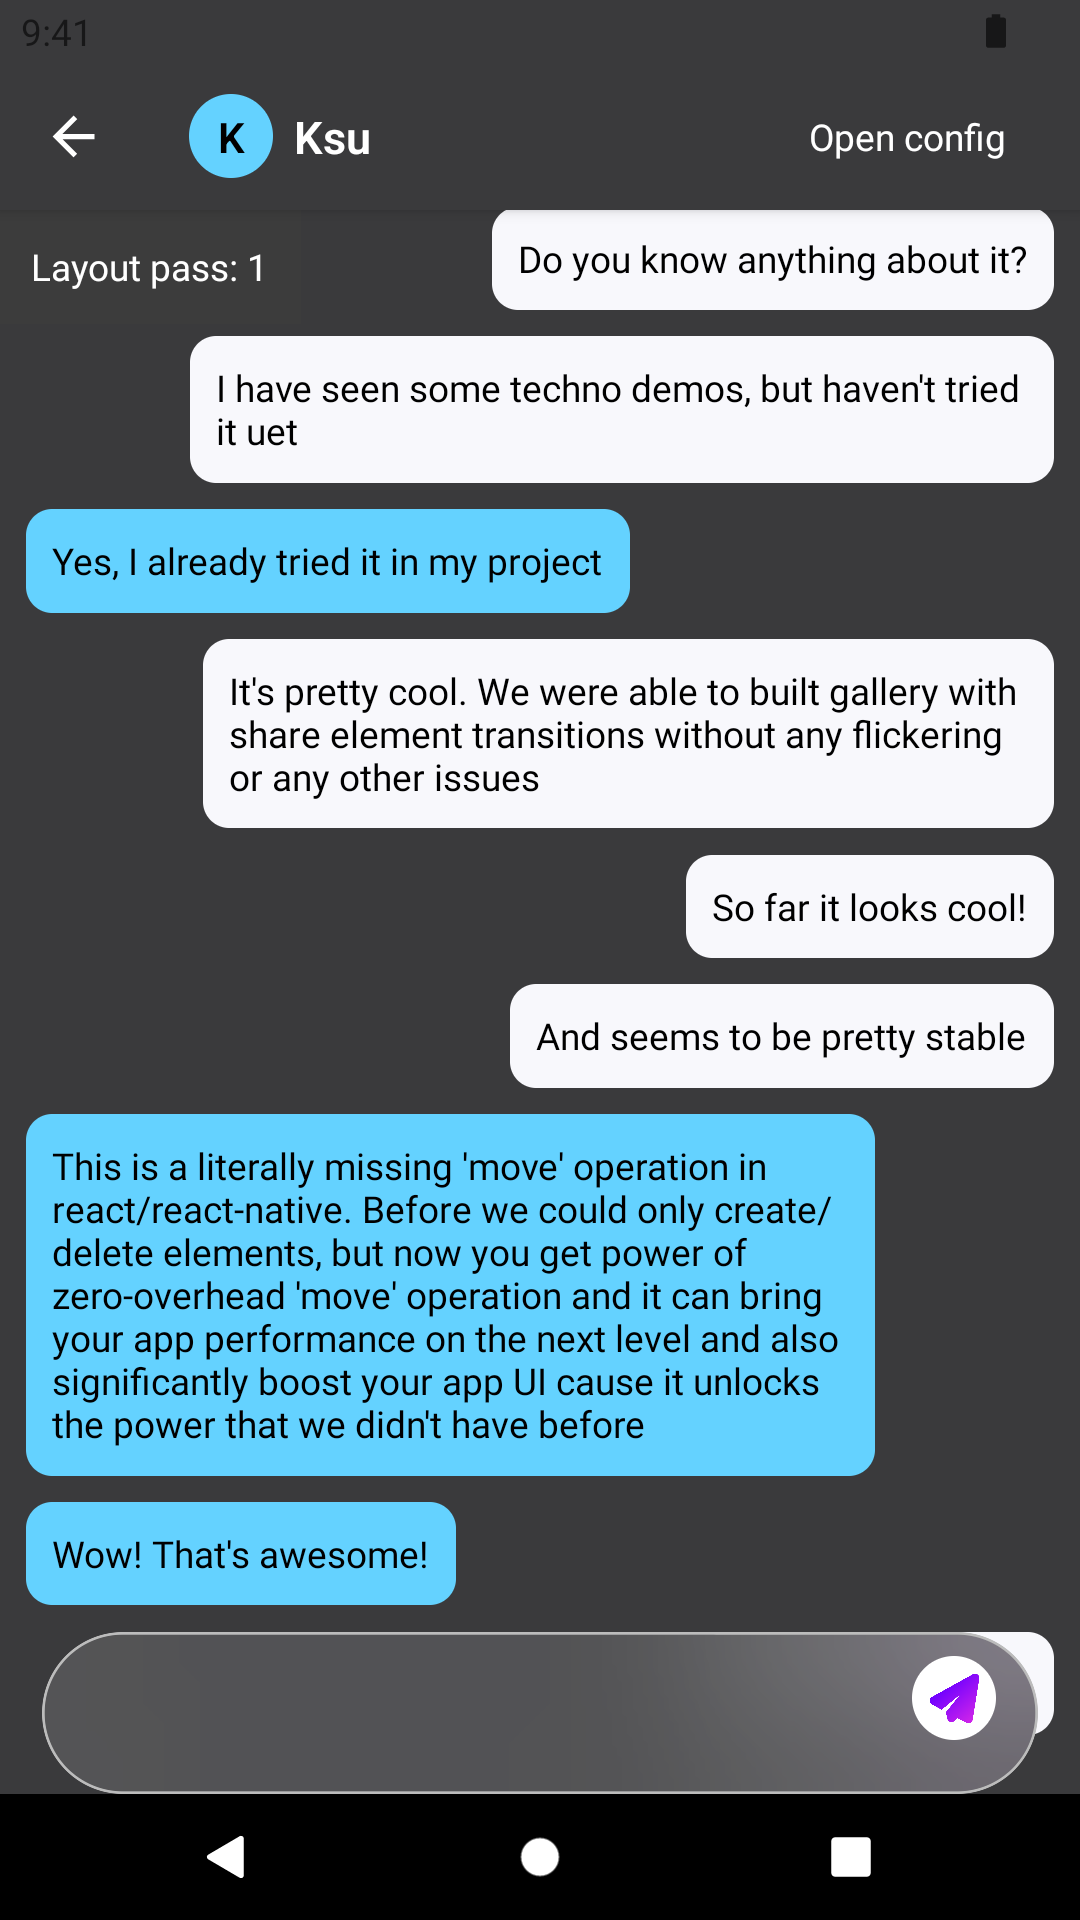 9:41
K
Ksu
Open config
Layout pass: 1
Do you know anything about it?
I have seen some techno demos, but haven't tried
it uet
Yes, I already tried it in my project
It's pretty cool. We were able to built gallery with
share element transitions without any flickering
or any other issues
So far it looks cool!
And seems to be pretty stable
This is a literally missing 'move' operation in
react/react-native. Before we could only create/
delete elements, but now you get power of
zero-overhead 'move' operation and it can bring
your app performance on the next level and also
significantly boost your app UI cause it unlocks
the power that we didn't have before
Wow! That's awesome!